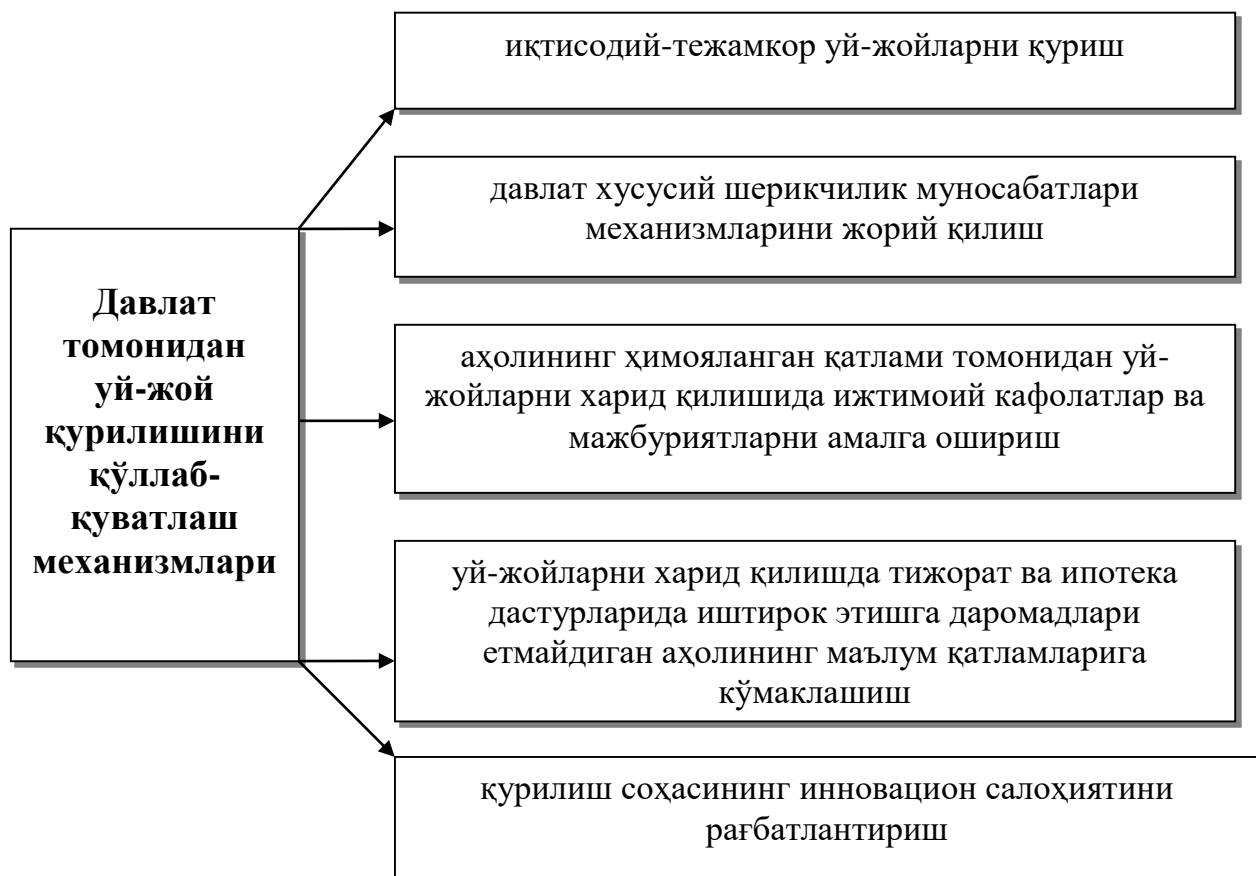 иқтисодий-тежамкор уй-жойларни қуриш
давлат хусусий шерикчилик муносабатлари
механизмларини жорий қилиш
Давлат
томонидан
уй-жой
қурилишини
қўллаб-
қуватлаш
механизмлари
аҳолининг ҳимояланган қатлами томонидан уй-
жойларни харид қилишида ижтимоий кафолатлар ва
мажбуриятларни амалга ошириш
уй-жойларни харид қилишда тижорат ва ипотека
дастурларида иштирок этишга даромадлари
етмайдиган аҳолининг маълум қатламларига
кўмаклашиш
қурилиш соҳасининг инновацион салоҳиятини
рағбатлантириш